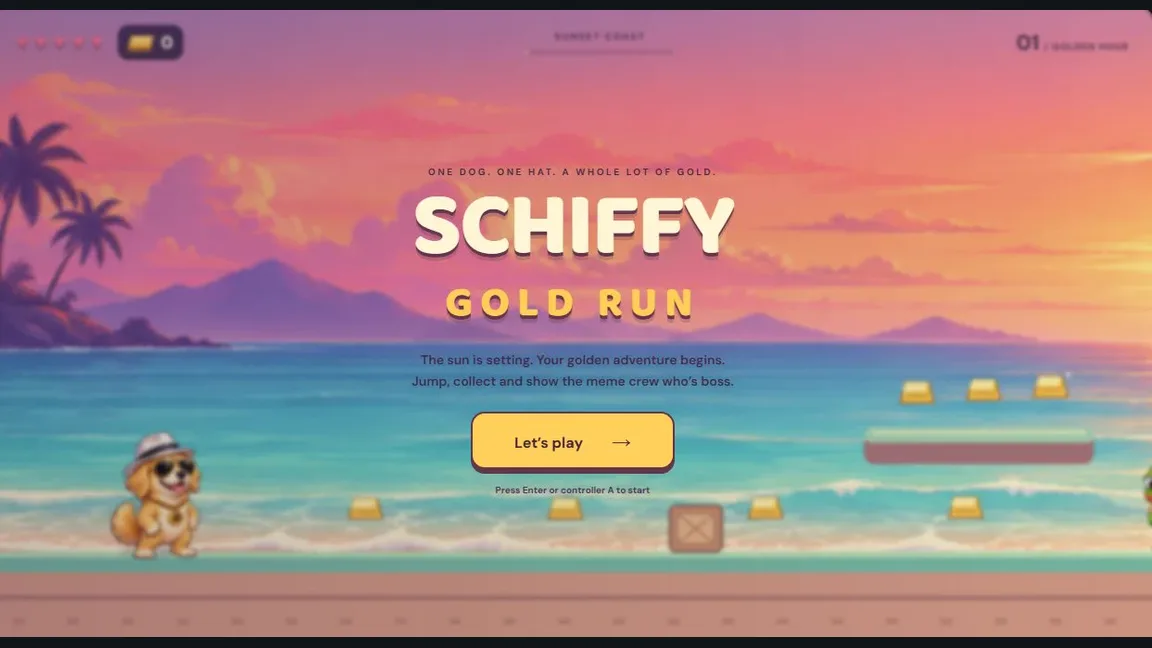 0
SUNSET COAST
01 / GOLDEN HOUR
ONE DOG. ONE HAT. A WHOLE LOT OF GOLD.
SCHIFFY
GOLD RUN
The sun is setting. Your golden adventure begins.
Jump, collect and show the meme crew who's boss.
Let's play →
Press Enter or controller A to start